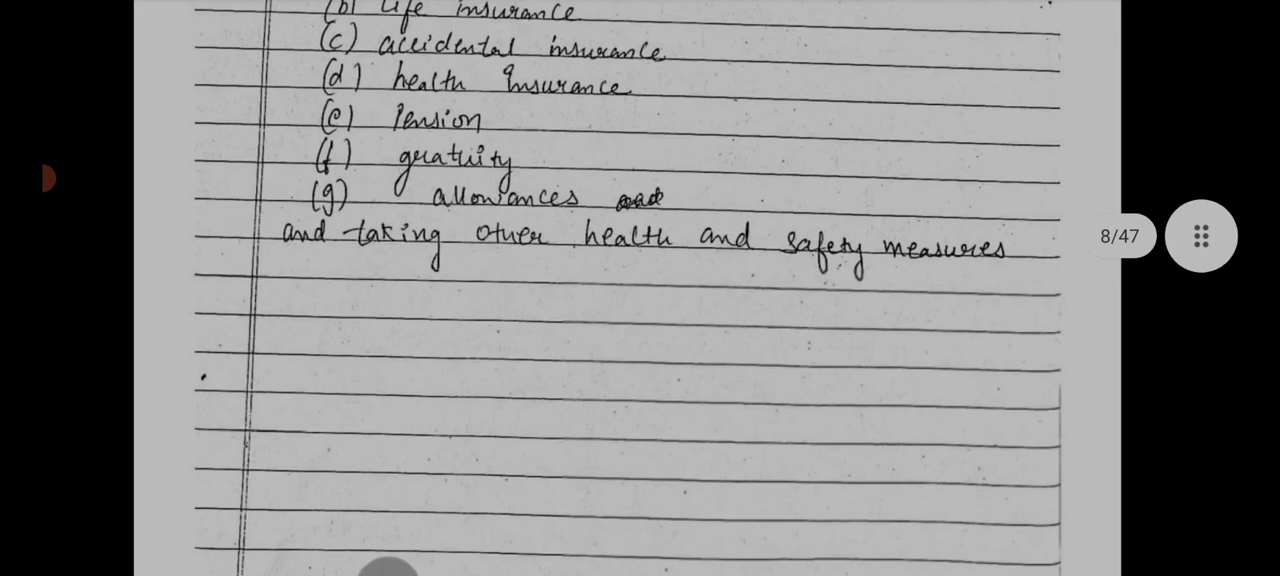 (b) life insurance
(c) accidental insurance
(d) health Insurance
(e) Pension
(f) gratuity
(g) allowances
and taking other health and safety measures
8/47